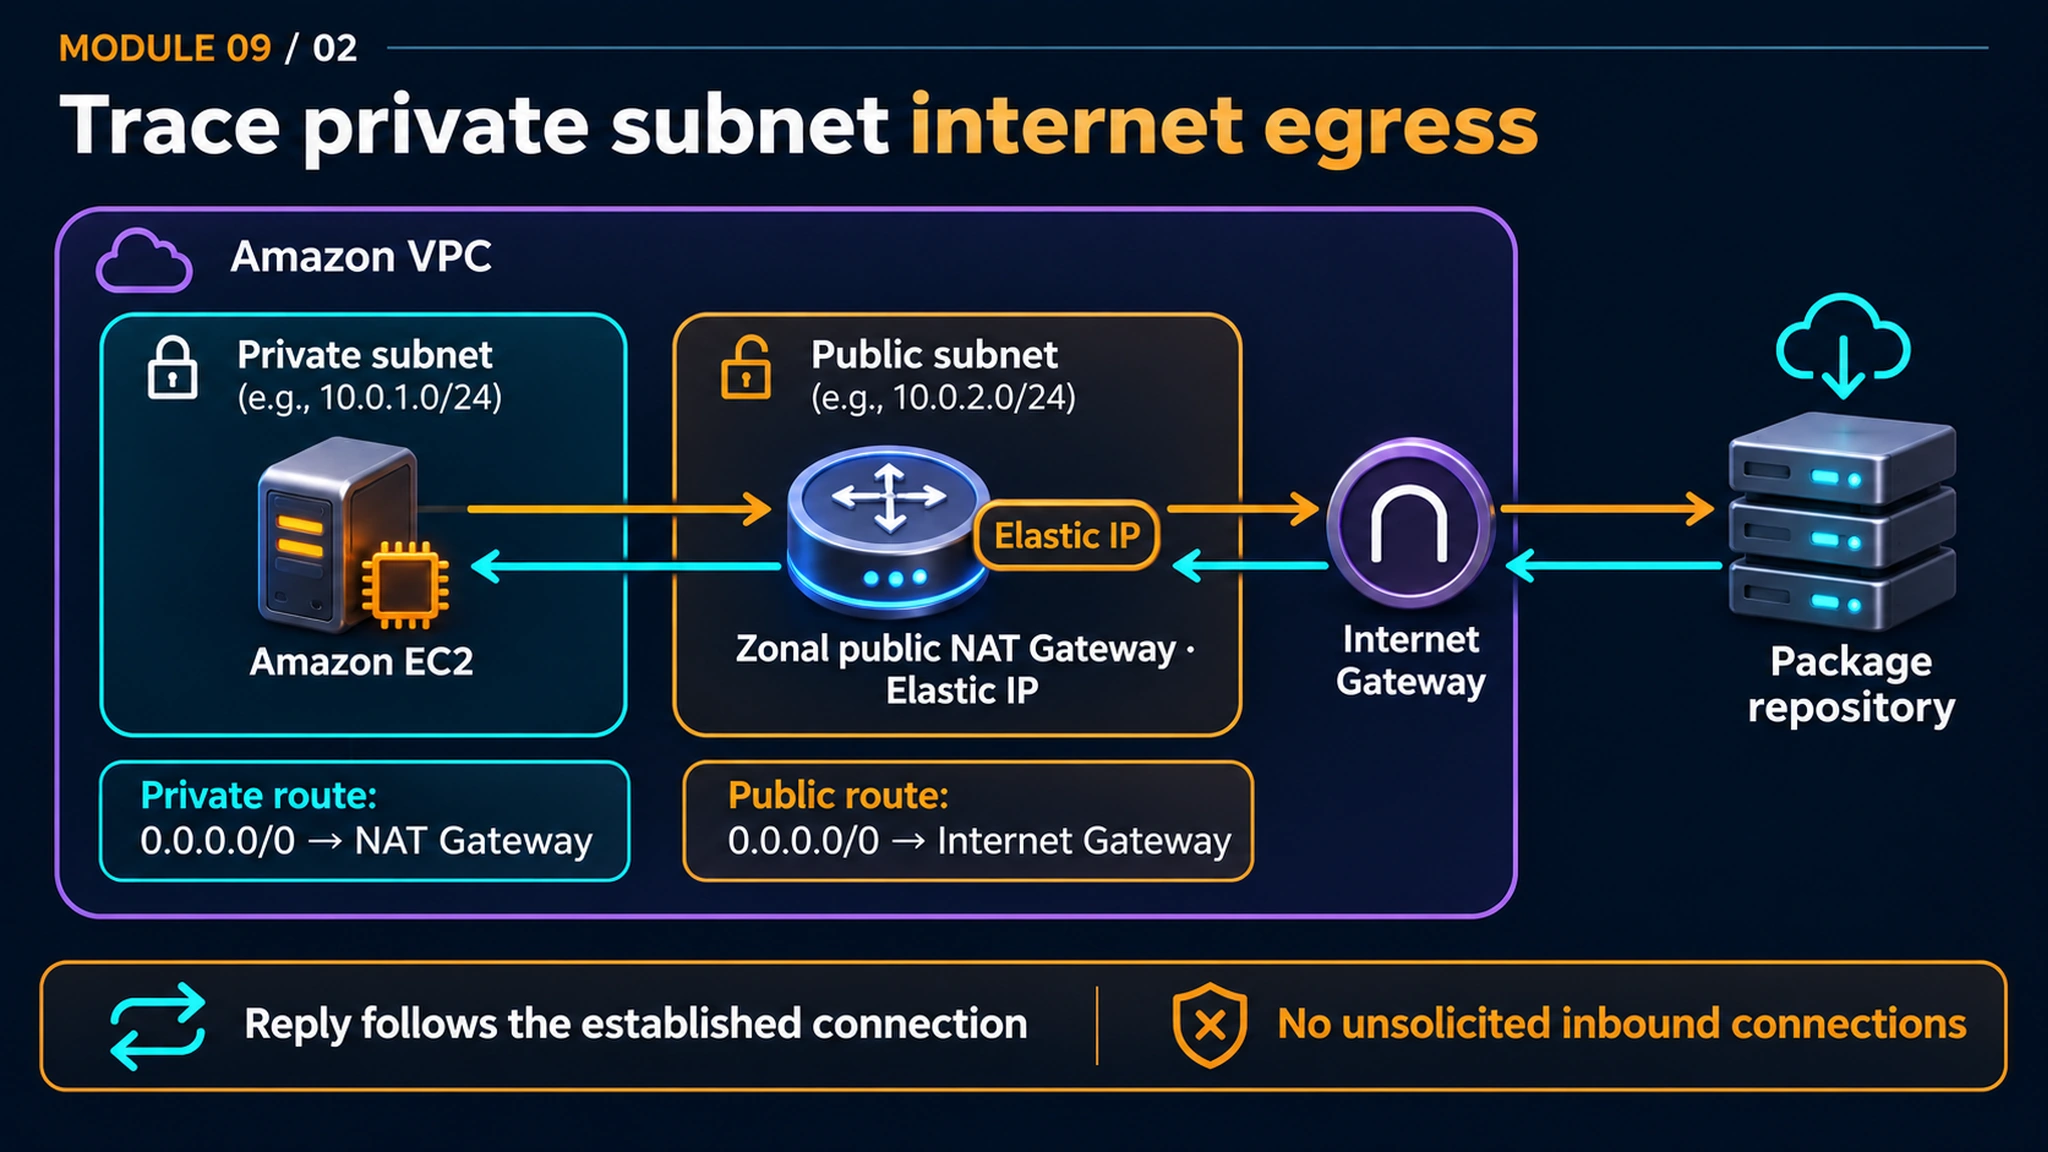 MODULE 09 / 02
Trace private subnet internet egress
Amazon VPC
Private subnet
(e.g., 10.0.1.0/24)
Amazon EC2
Public subnet
(e.g., 10.0.2.0/24)
Elastic IP
Zonal public NAT Gateway ·
Elastic IP
Internet
Gateway
Package
repository
Private route:
0.0.0.0/0 → NAT Gateway
Public route:
0.0.0.0/0 → Internet Gateway
Reply follows the established connection
No unsolicited inbound connections